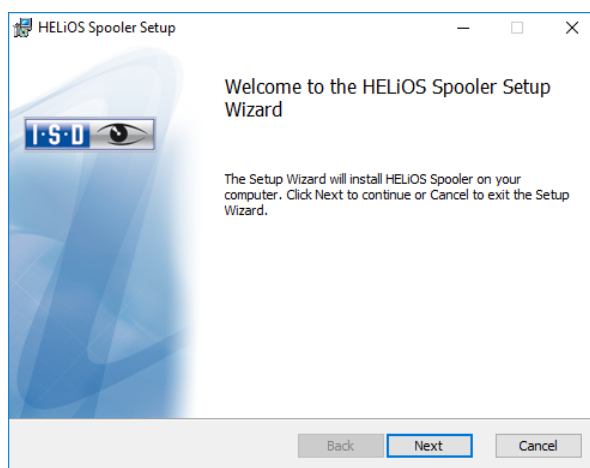 HELiOS Spooler Setup
Welcome to the HELiOS Spooler Setup
Wizard
I·S·D
The Setup Wizard will install HELiOS Spooler on your
computer. Click Next to continue or Cancel to exit the Setup
Wizard.
Back Next Cancel